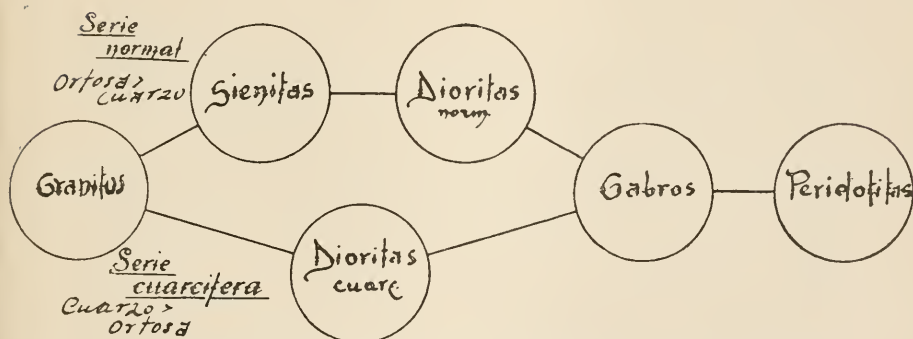 Serie
normal
Ortosa >
Cuarzo
Sienitas
Dioritas
norm.
Granitos
Gabros
Peridotitas
Dioritas
cuarc
Serie
cuarcifera
Cuarzo >
Ortosa